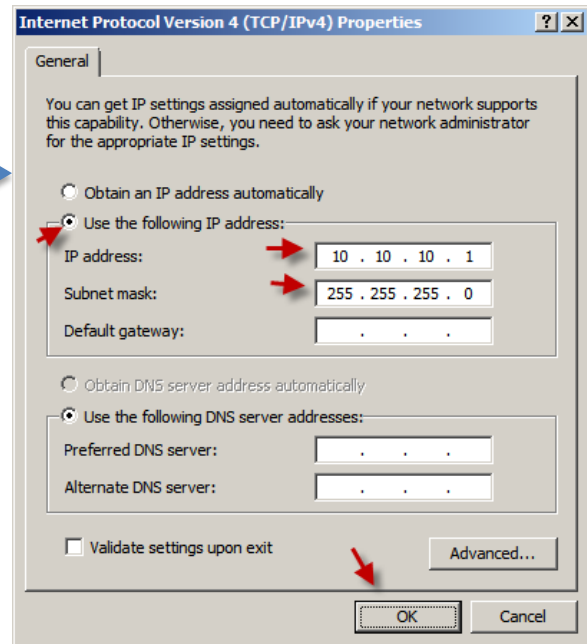 Internet Protocol Version 4 (TCP/IPv4) Properties
General
You can get IP settings assigned automatically if your network supports
this capability. Otherwise, you need to ask your network administrator
for the appropriate IP settings.
Obtain an IP address automatically
Use the following IP address:
IP address: 10 . 10 . 10 . 1
Subnet mask: 255 . 255 . 255 . 0
Default gateway: . . .
Obtain DNS server address automatically
Use the following DNS server addresses:
Preferred DNS server: . . .
Alternate DNS server: . . .
Validate settings upon exit
Advanced...
OK Cancel